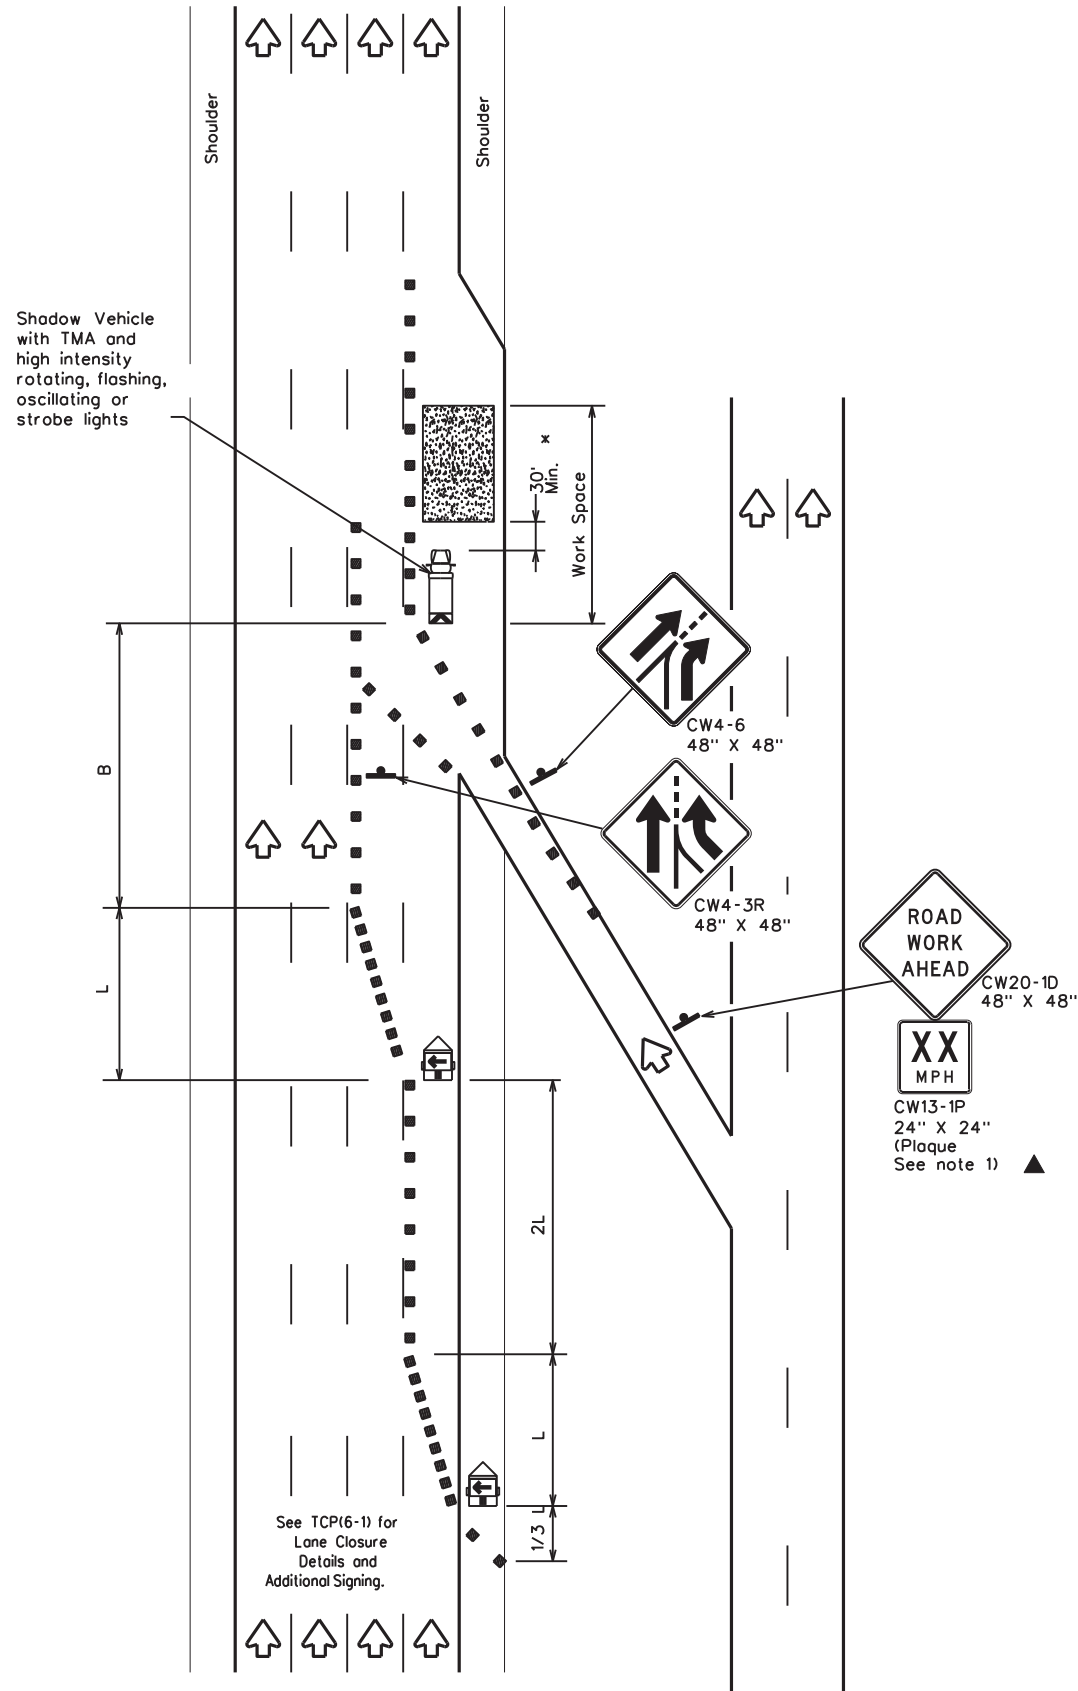 Shoulder
Shoulder
Shadow Vehicle
with TMA and
high intensity
rotating, flashing,
oscillating or
strobe lights
30'
Min.
*
Work Space
CW4-6
48" X 48"
B
CW4-3R
48" X 48"
ROAD
WORK
AHEAD
CW20-1D
48" X 48"
L
XX
MPH
CW13-1P
24" X 24"
(Plaque
See note 1)
2L
L
1/3 L
See TCP(6-1) for
Lane Closure
Details and
Additional Signing.